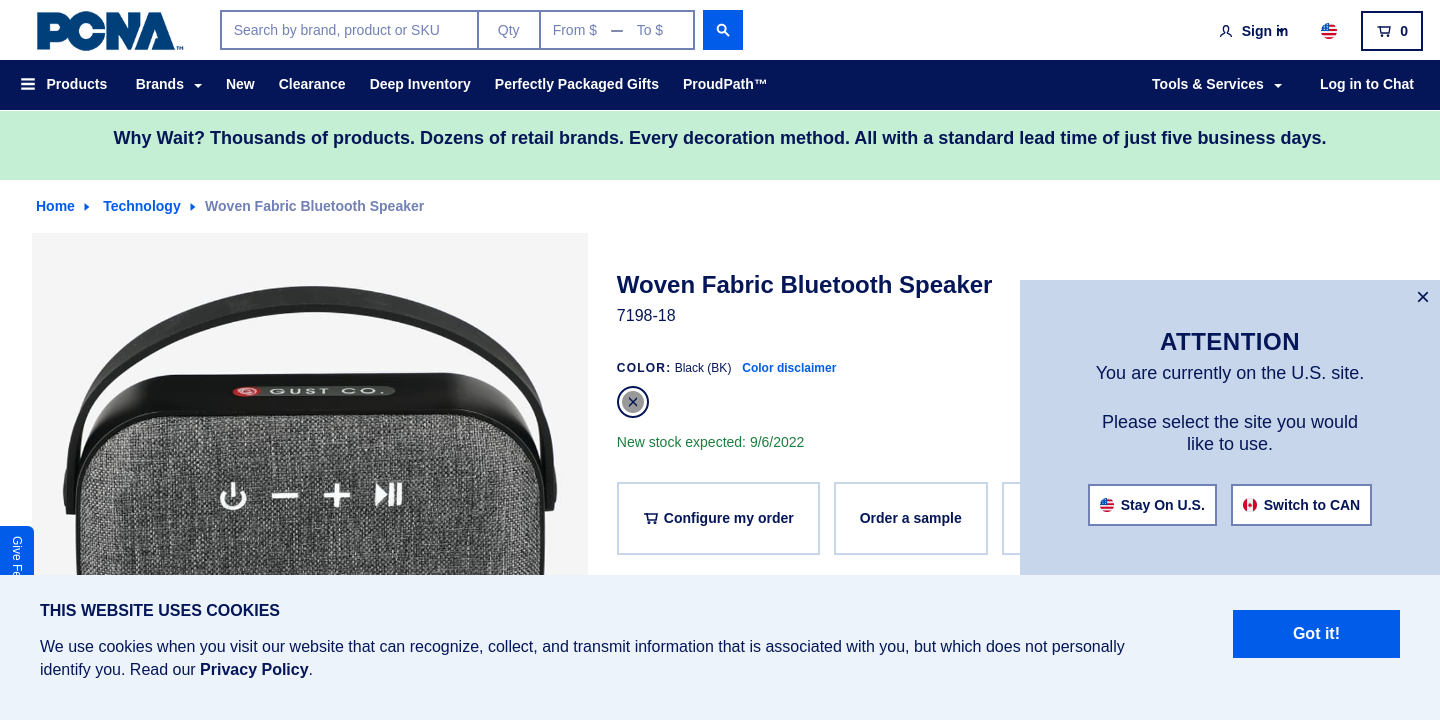 PCNA™
Search by brand, product or SKU
Qty
From $ — To $
Sign in
0
Products
Brands
New
Clearance
Deep Inventory
Perfectly Packaged Gifts
ProudPath™
Tools & Services
Log in to Chat
Why Wait? Thousands of products. Dozens of retail brands. Every decoration method. All with a standard lead time of just five business days.
Home
Technology
Woven Fabric Bluetooth Speaker
GUST CO.
Woven Fabric Bluetooth Speaker
7198-18
COLOR: Black (BK) Color disclaimer
New stock expected: 9/6/2022
Configure my order
Order a sample
ATTENTION
You are currently on the U.S. site.
Please select the site you would
like to use.
Stay On U.S.
Switch to CAN
Give Fe
THIS WEBSITE USES COOKIES
We use cookies when you visit our website that can recognize, collect, and transmit information that is associated with you, but which does not personally
identify you. Read our Privacy Policy.
Got it!